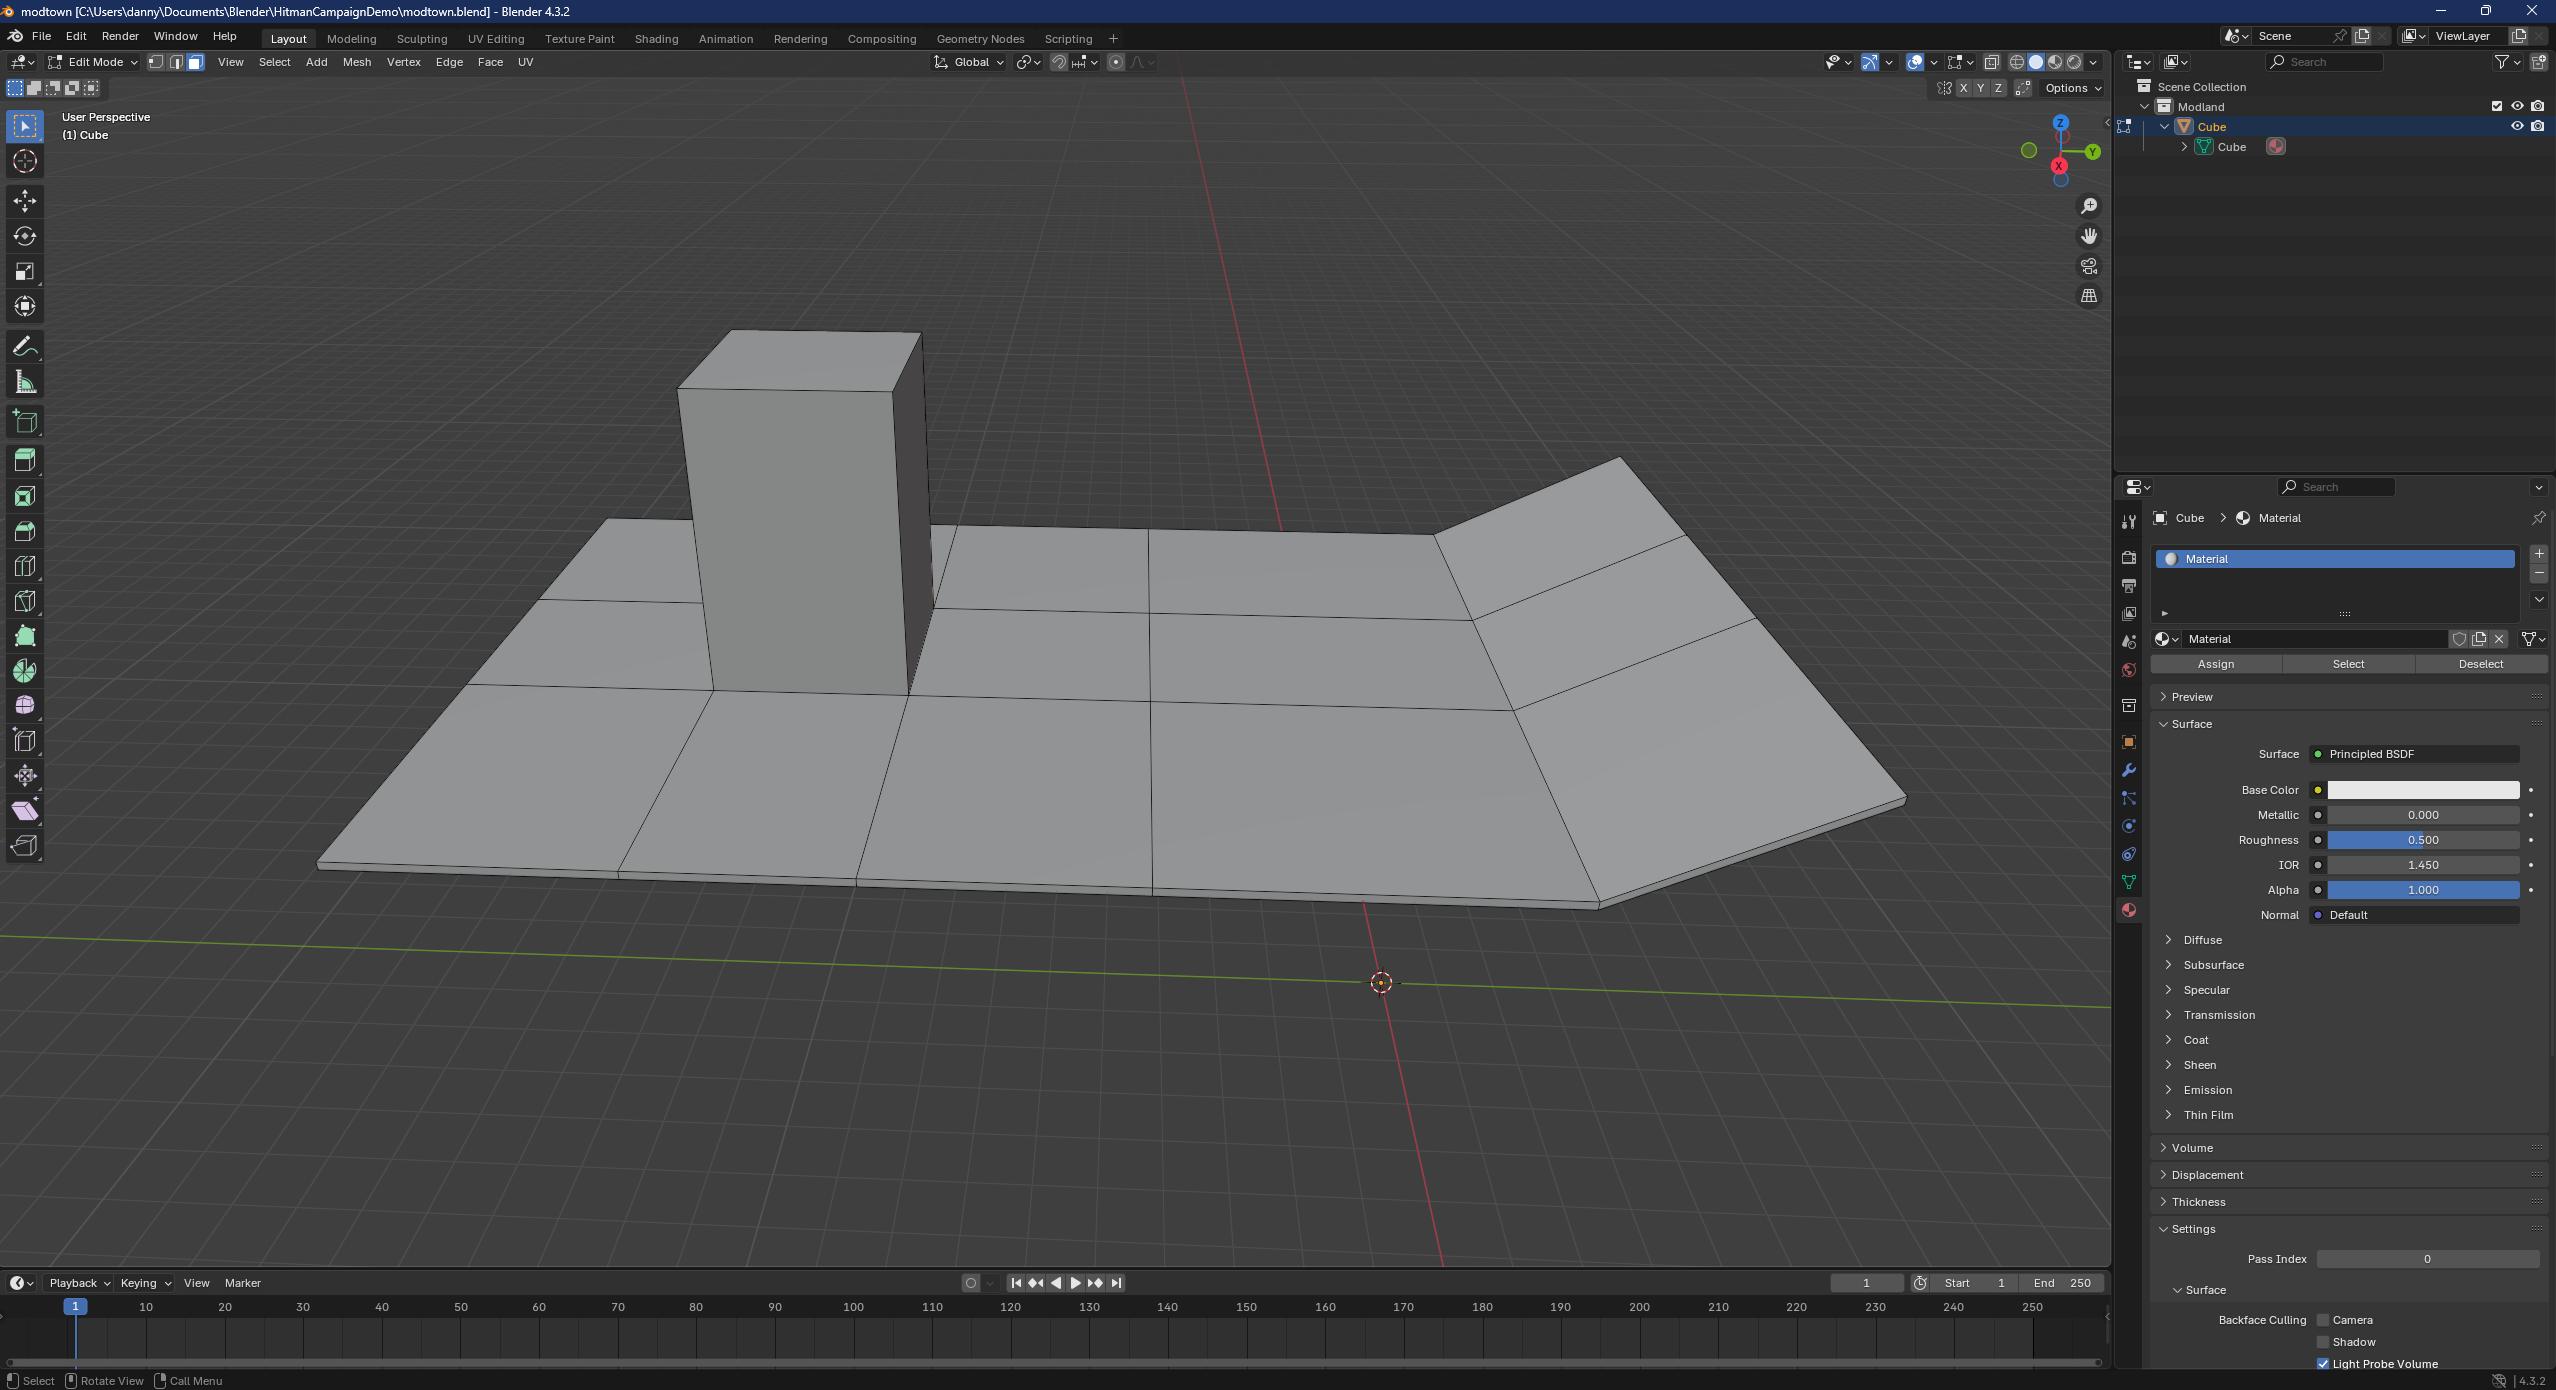 modtown [C:\Users\danny\Documents\Blender\HitmanCampaignDemo\modtown.blend] - Blender 4.3.2
File Edit Render Window Help Layout Modeling Sculpting UV Editing Texture Paint Shading Animation Rendering Compositing Geometry Nodes Scripting + Scene ViewLayer
Edit Mode View Select Add Mesh Vertex Edge Face UV Global
X Y Z Options
User Perspective
(1) Cube
Z
Y
X
Search
Scene Collection
Modland
Cube
Cube
Search
Cube > Material
Material
Material
Assign Select Deselect
Preview
Surface
Surface Principled BSDF
Base Color
Metallic 0.000
Roughness 0.500
IOR 1.450
Alpha 1.000
Normal Default
Diffuse
Subsurface
Specular
Transmission
Coat
Sheen
Emission
Thin Film
Volume
Displacement
Thickness
Settings
Pass Index 0
Surface
Backface Culling Camera
Shadow
Light Probe Volume
Playback Keying View Marker 1 Start 1 End 250
1 10 20 30 40 50 60 70 80 90 100 110 120 130 140 150 160 170 180 190 200 210 220 230 240 250
Select Rotate View Call Menu 4.3.2